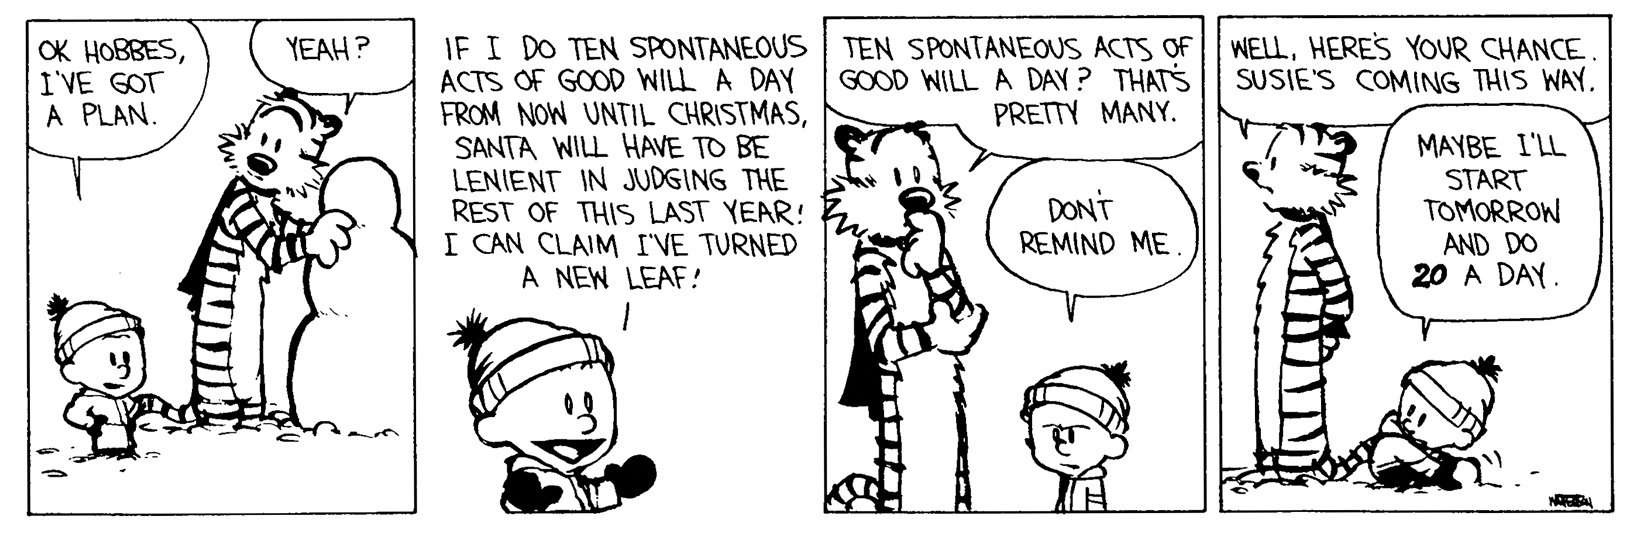 OK HOBBES,
I'VE GOT
A PLAN.
YEAH?
IF I DO TEN SPONTANEOUS
ACTS OF GOOD WILL A DAY
FROM NOW UNTIL CHRISTMAS,
SANTA WILL HAVE TO BE
LENIENT IN JUDGING THE
REST OF THIS LAST YEAR!
I CAN CLAIM I'VE TURNED
A NEW LEAF!
TEN SPONTANEOUS ACTS OF
GOOD WILL A DAY? THAT'S
PRETTY MANY.
DON'T
REMIND ME.
WELL, HERE'S YOUR CHANCE.
SUSIE'S COMING THIS WAY.
MAYBE I'LL
START
TOMORROW
AND DO
20 A DAY.
WATTERSON